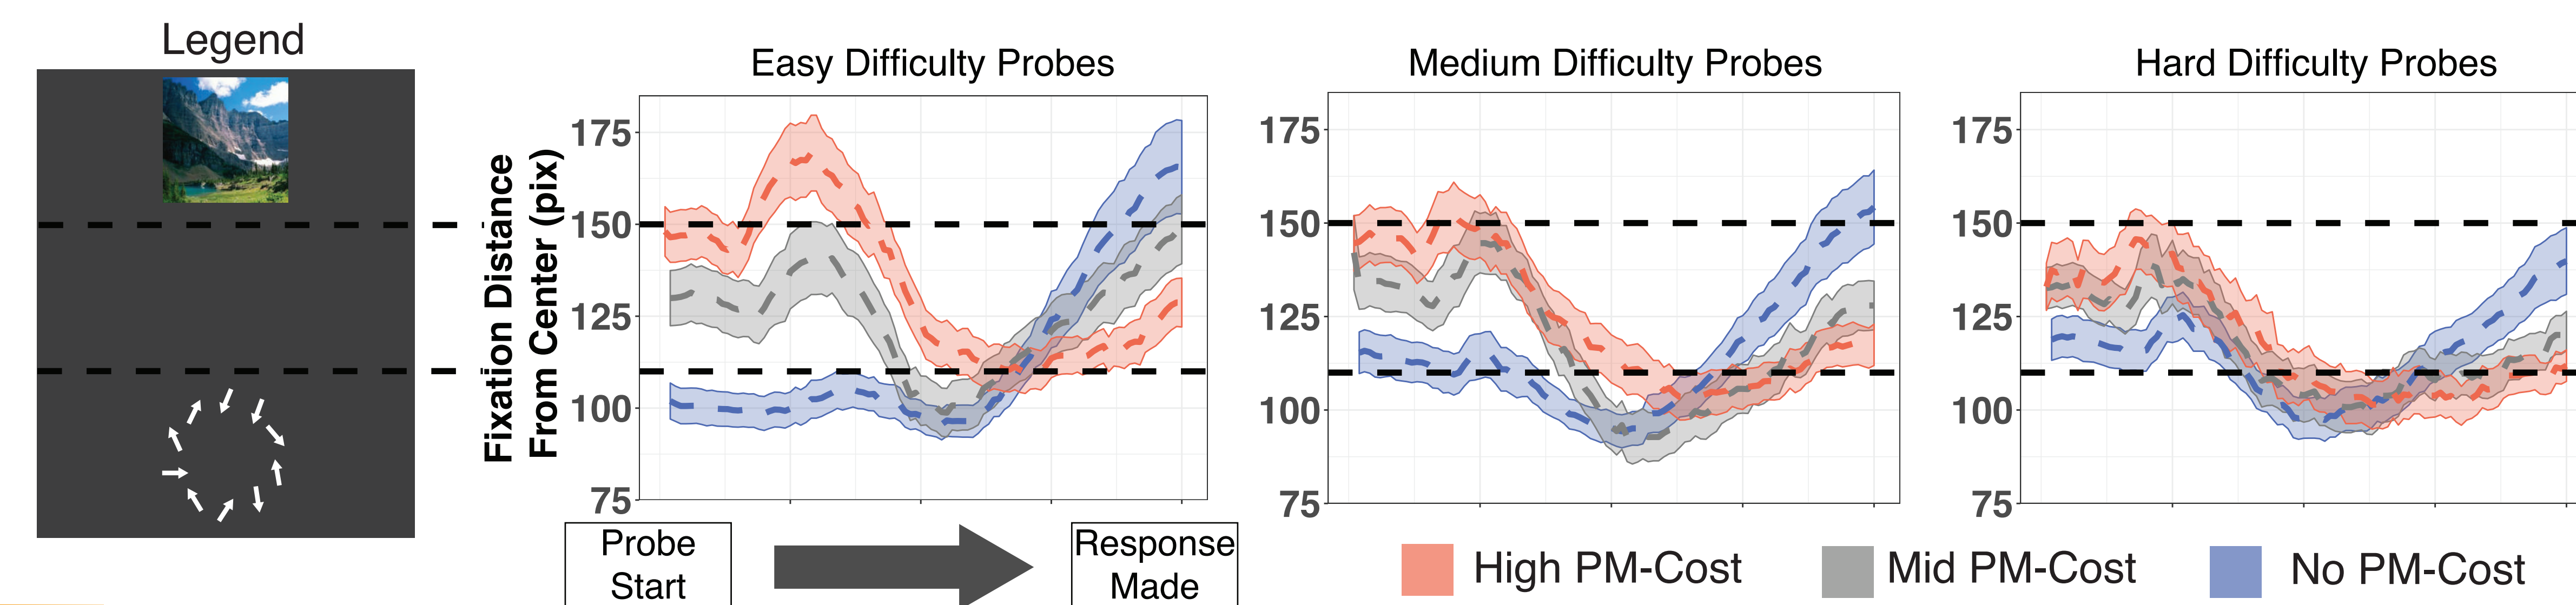 Legend
Easy Difficulty Probes
Medium Difficulty Probes
Hard Difficulty Probes
Fixation Distance
From Center (pix)
175
150
125
100
75
175
150
125
100
75
175
150
125
100
75
Probe
Start
Response
Made
High PM-Cost
Mid PM-Cost
No PM-Cost